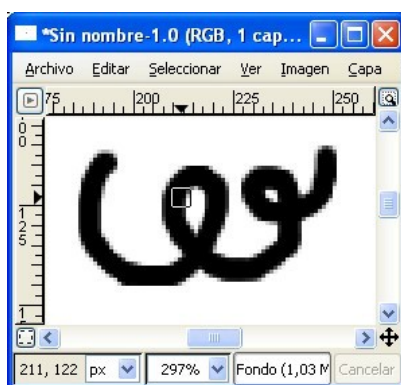 *Sin nombre-1.0 (RGB, 1 cap...
Archivo Editar Seleccionar Ver Imagen Capa
75 200 225 250
100
125
211, 122 px 297% Fondo (1,03 M Cancelar